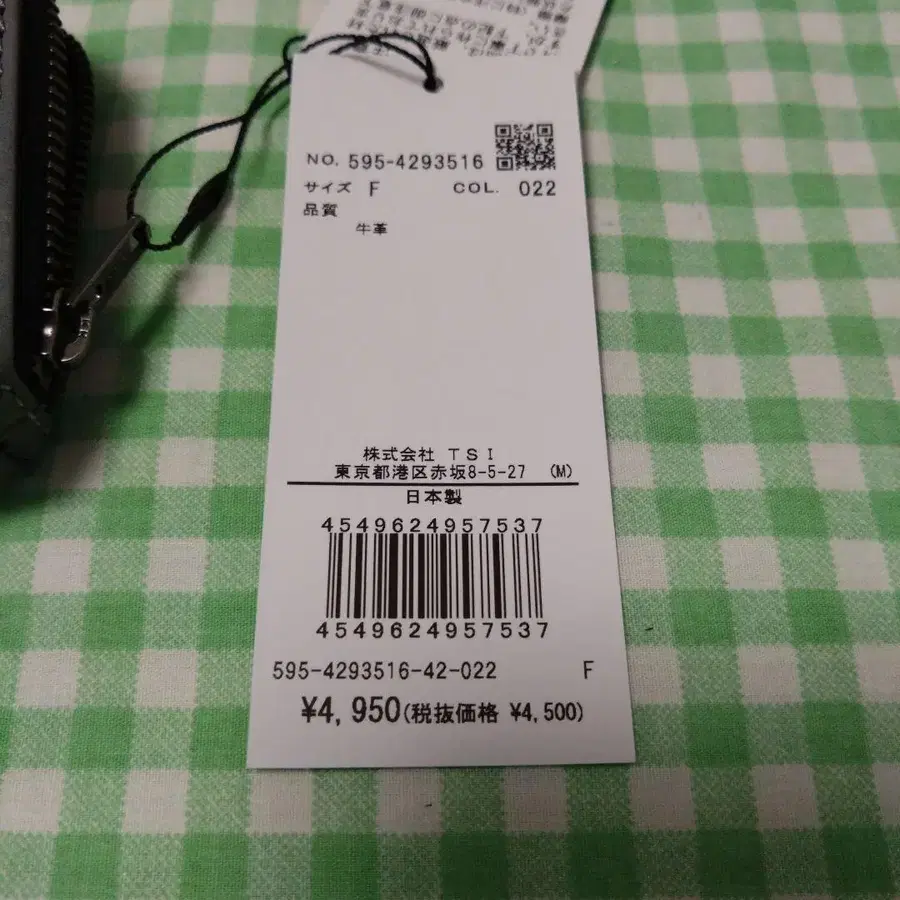 NO. 595-4293516
サイズ F COL. 022
品質
牛革
株式会社 TSI
東京都港区赤坂8-5-27 (M)
日本製
4549624957537
4549624957537
595-4293516-42-022 F
¥4,950(税抜価格 ¥4,500)